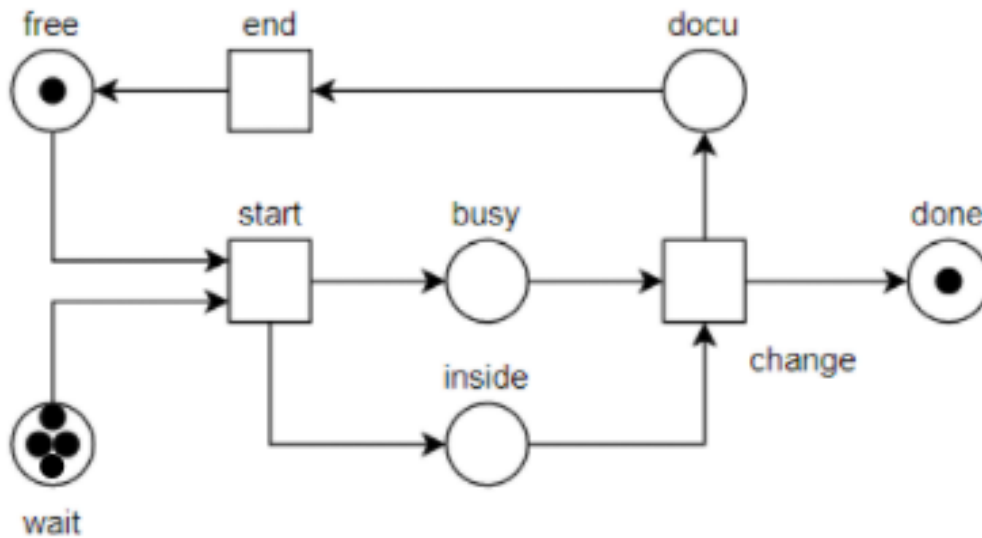 free
end
docu
start
busy
done
inside
change
wait